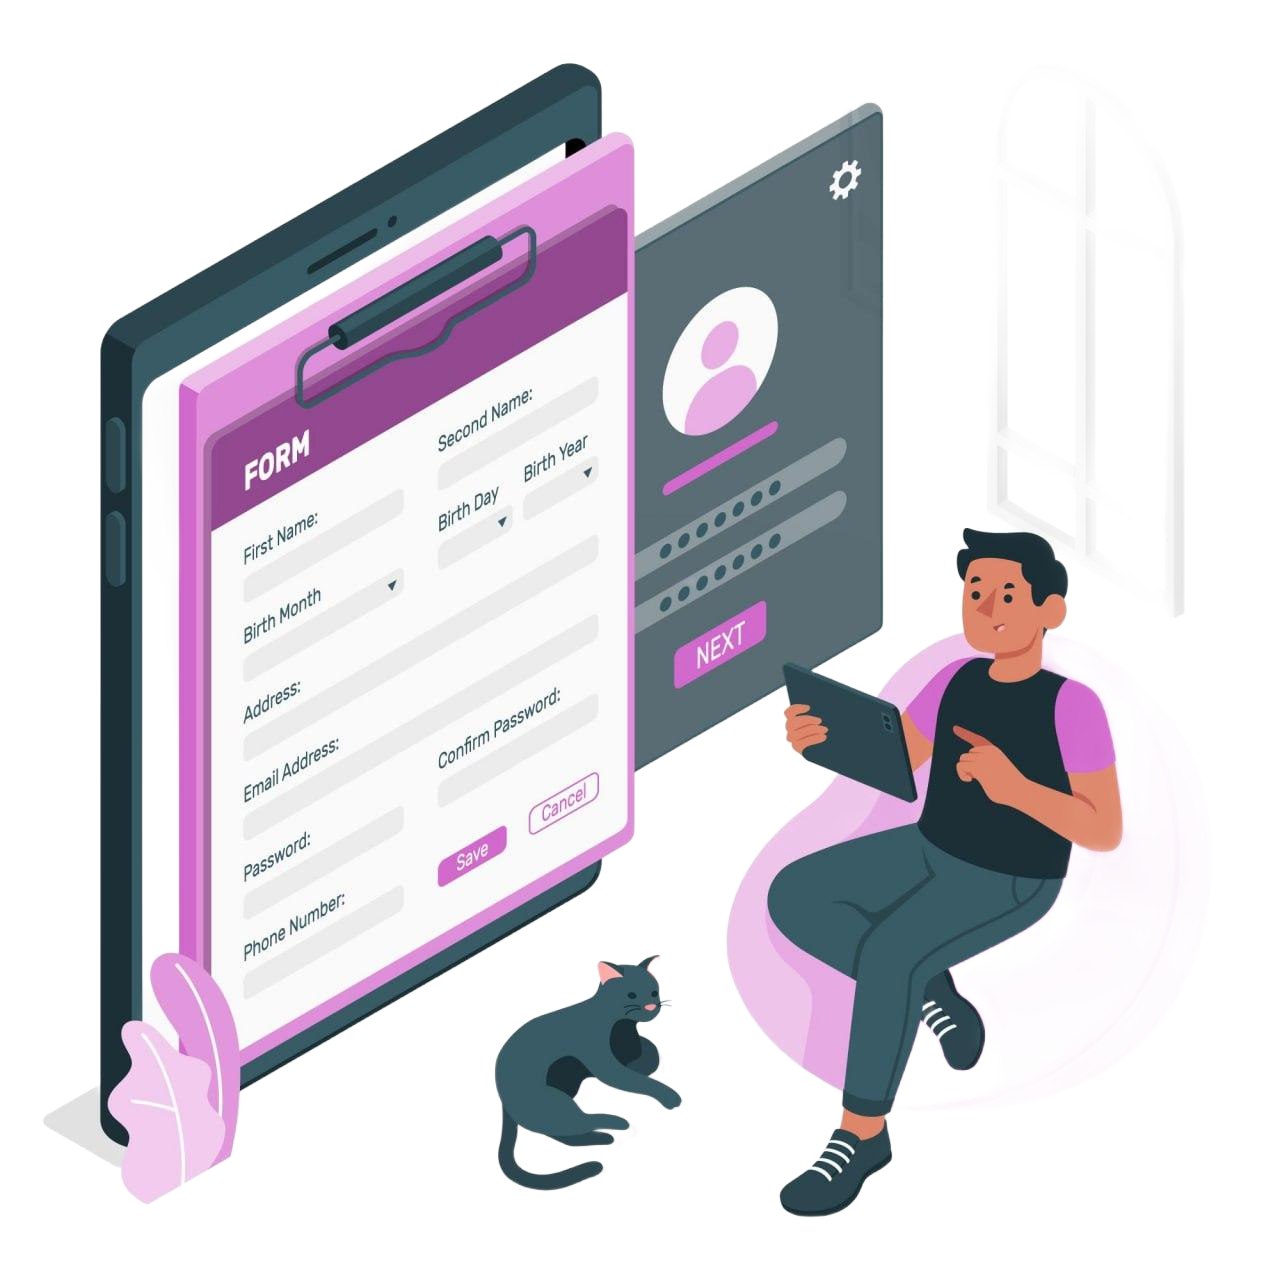 FORM
First Name:
Second Name:
Birth Month
Birth Day
Birth Year
Address:
Email Address:
Password:
Confirm Password:
Phone Number:
Save
Cancel
NEXT